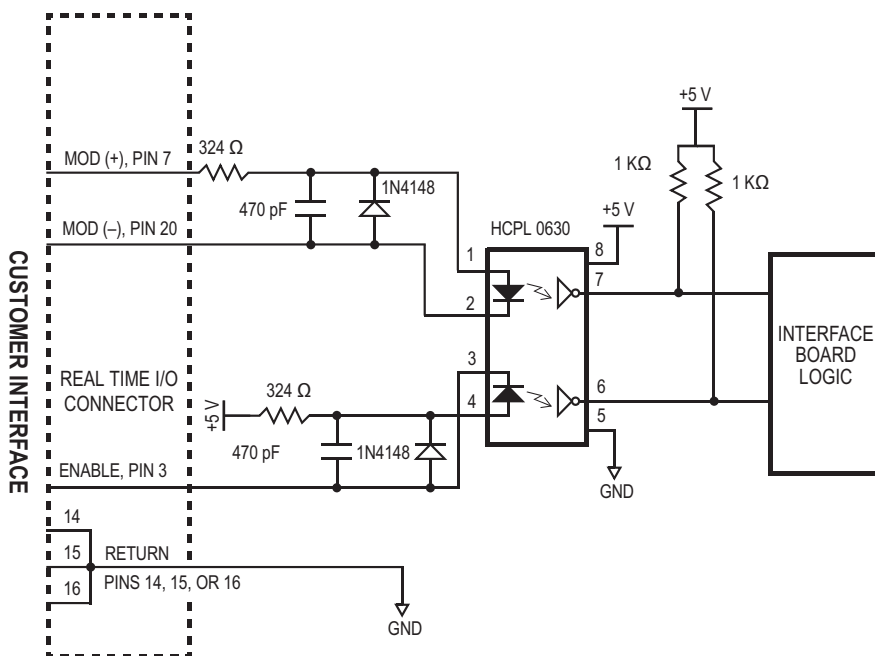 +5 V
324 Ω
MOD (+), PIN 7
1 KΩ
1 KΩ
1N4148
470 pF
+5 V
MOD (–), PIN 20
HCPL 0630
8
1
7
2
CUSTOMER INTERFACE
INTERFACE
BOARD
LOGIC
3
REAL TIME I/O
CONNECTOR
324 Ω
6
4
+5 V
5
470 pF
1N4148
ENABLE, PIN 3
GND
14
15
RETURN
16
PINS 14, 15, OR 16
GND